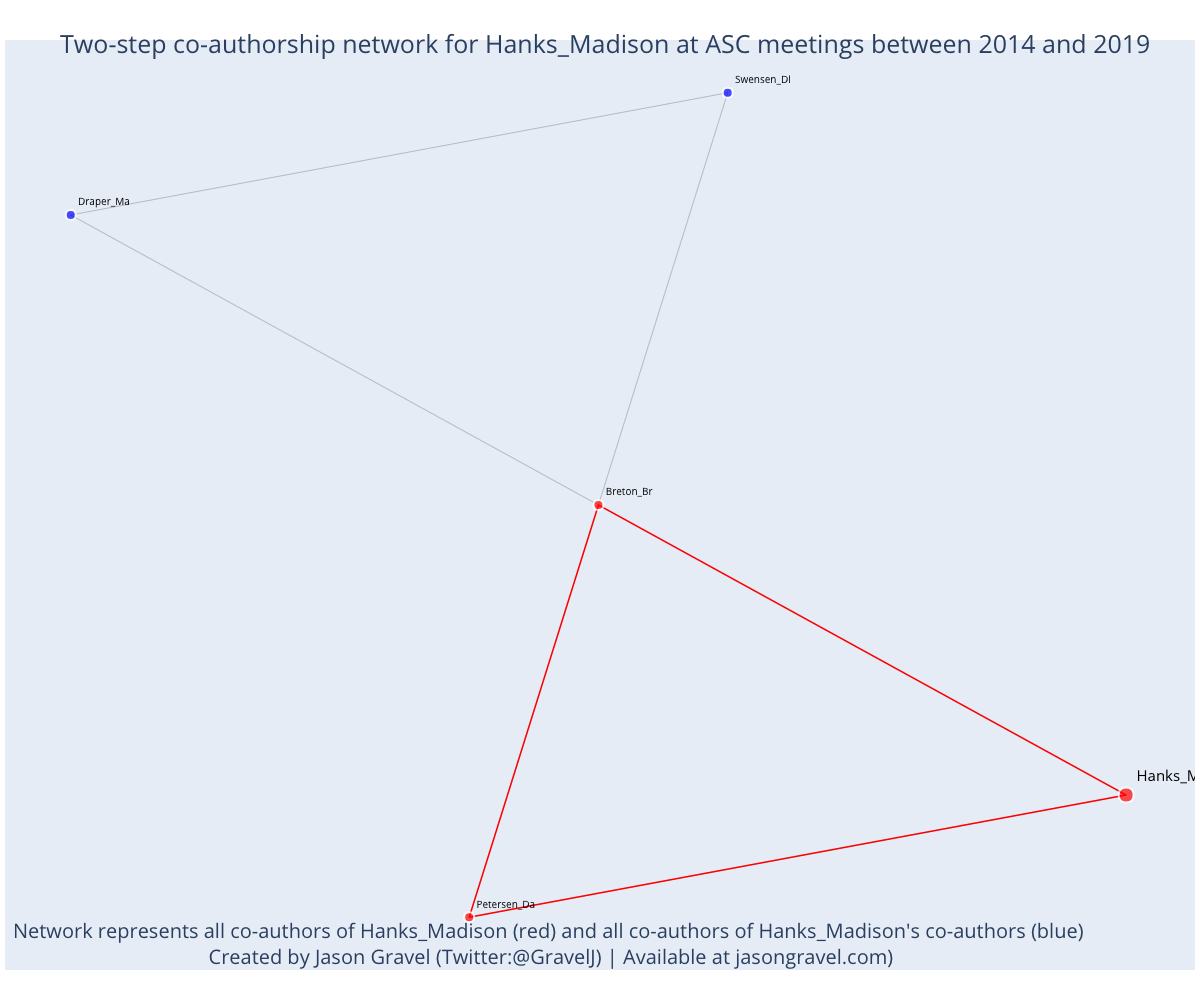 Two-step co-authorship network for Hanks_Madison at ASC meetings between 2014 and 2019
Swensen_Dl
Draper_Ma
Breton_Br
Hanks_M
Petersen_Da
Network represents all co-authors of Hanks_Madison (red) and all co-authors of Hanks_Madison's co-authors (blue)
Created by Jason Gravel (Twitter:@GravelJ) | Available at jasongravel.com)